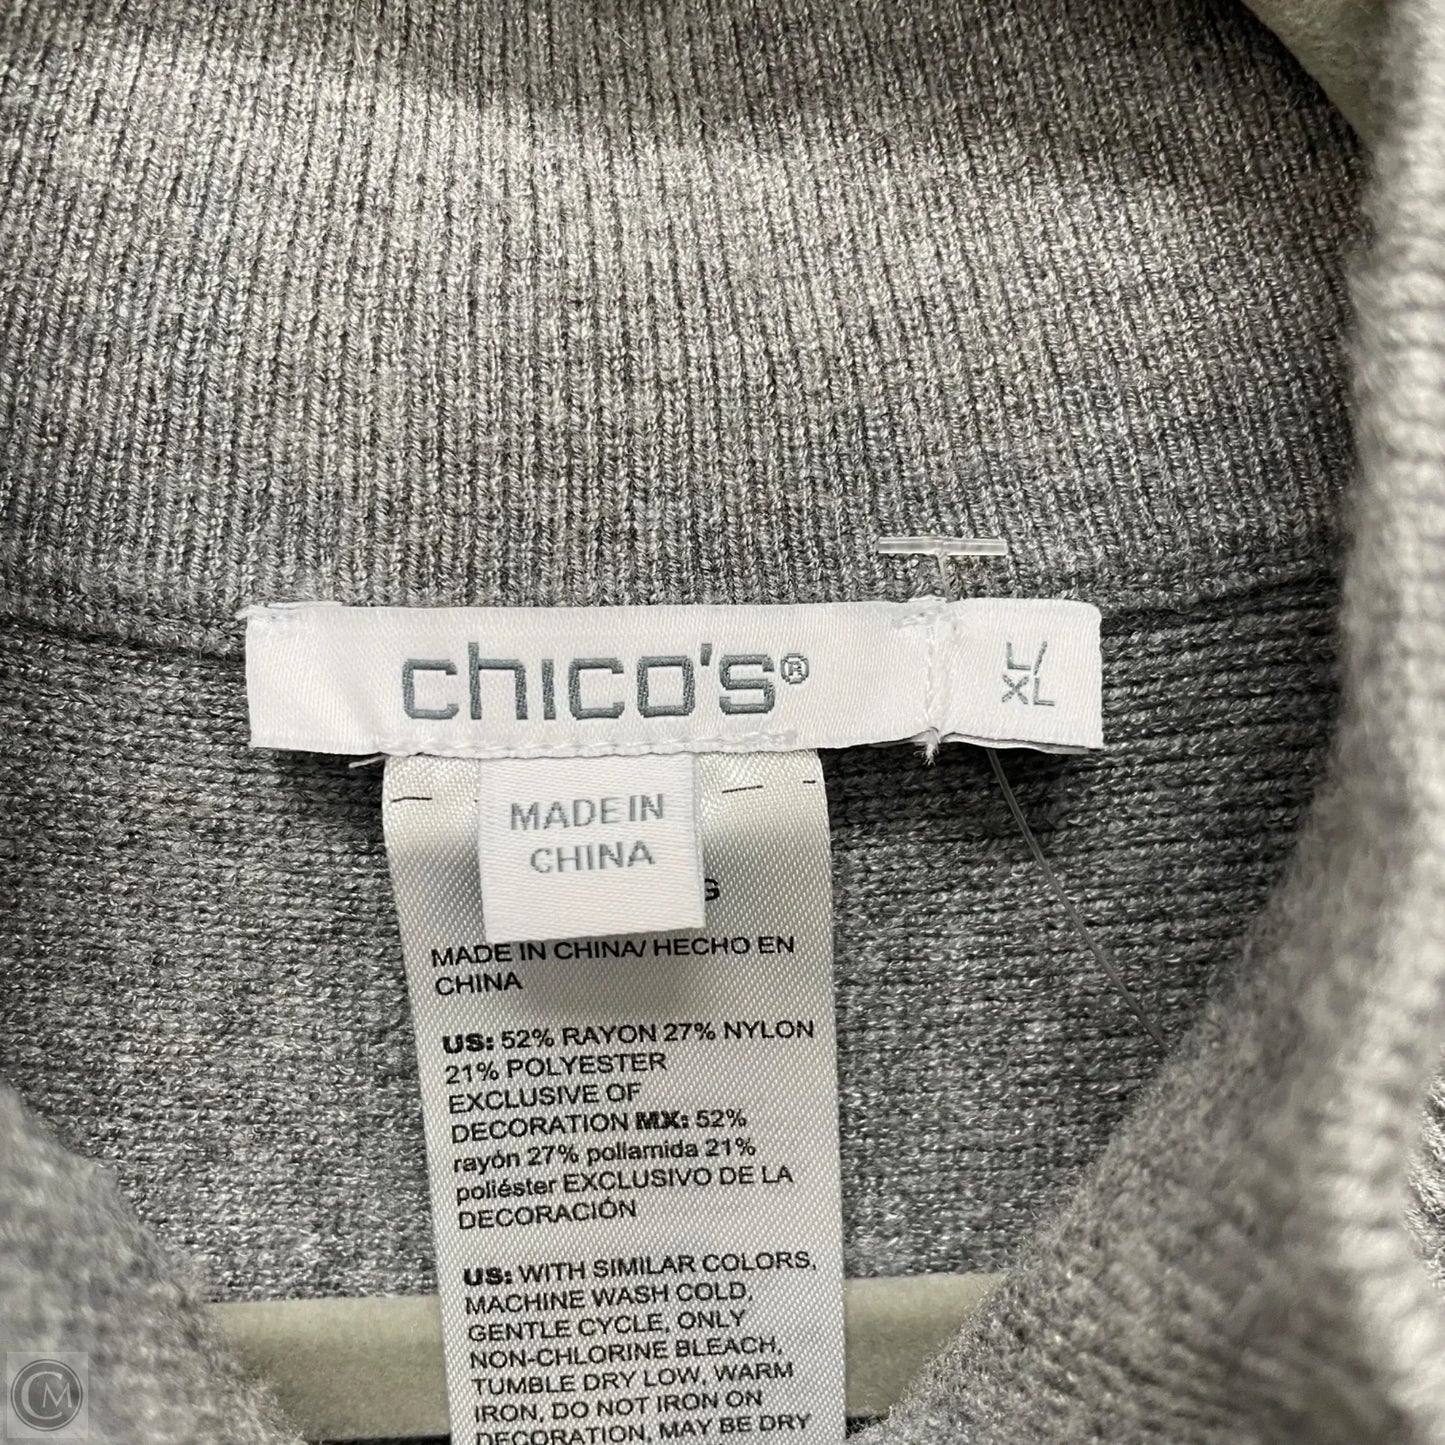 chico's®
L/
XL
MADE IN
CHINA
MADE IN CHINA/ HECHO EN
CHINA
US: 52% RAYON 27% NYLON
21% POLYESTER
EXCLUSIVE OF
DECORATION MX: 52%
rayón 27% poliamida 21%
poliéster EXCLUSIVO DE LA
DECORACIÓN
US: WITH SIMILAR COLORS,
MACHINE WASH COLD,
GENTLE CYCLE, ONLY
NON-CHLORINE BLEACH,
TUMBLE DRY LOW, WARM
IRON, DO NOT IRON ON
DECORATION, MAY BE DRY
CM